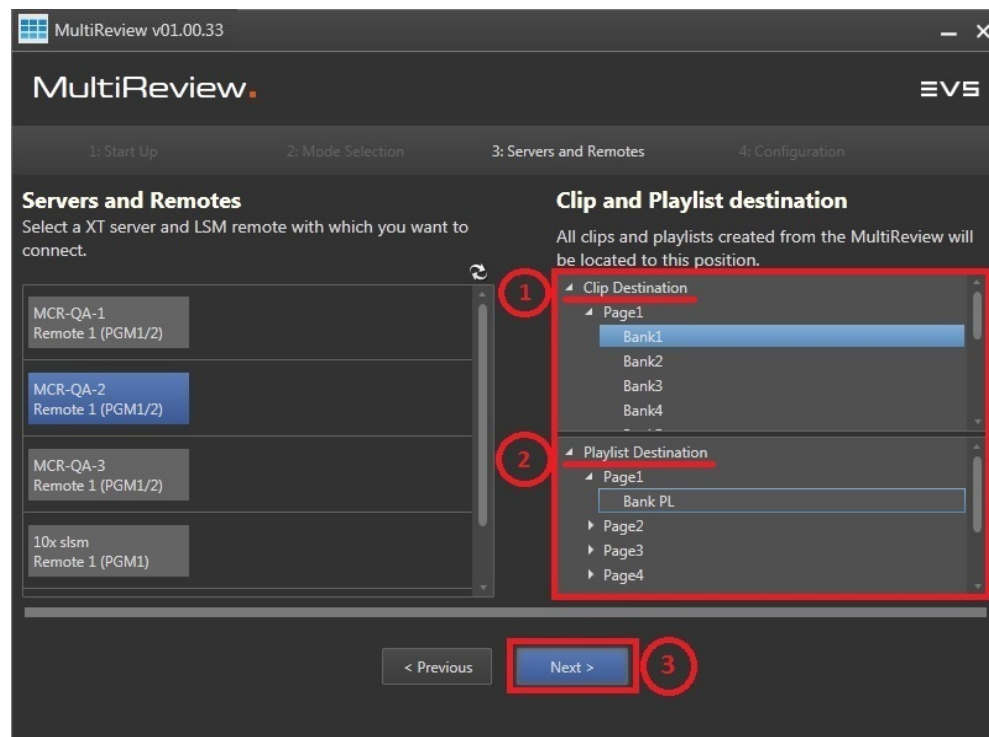 MultiReview v01.00.33
MultiReview.
EVS
1: Start Up
2: Mode Selection
3: Servers and Remotes
4: Configuration
Servers and Remotes
Select a XT server and LSM remote with which you want to
connect.
MCR-QA-1
Remote 1 (PGM1/2)
MCR-QA-2
Remote 1 (PGM1/2)
MCR-QA-3
Remote 1 (PGM1/2)
10x slsm
Remote 1 (PGM1)
Clip and Playlist destination
All clips and playlists created from the MultiReview will
be located to this position.
1
Clip Destination
Page1
Bank1
Bank2
Bank3
Bank4
2
Playlist Destination
Page1
Bank PL
Page2
Page3
Page4
< Previous
Next >
3